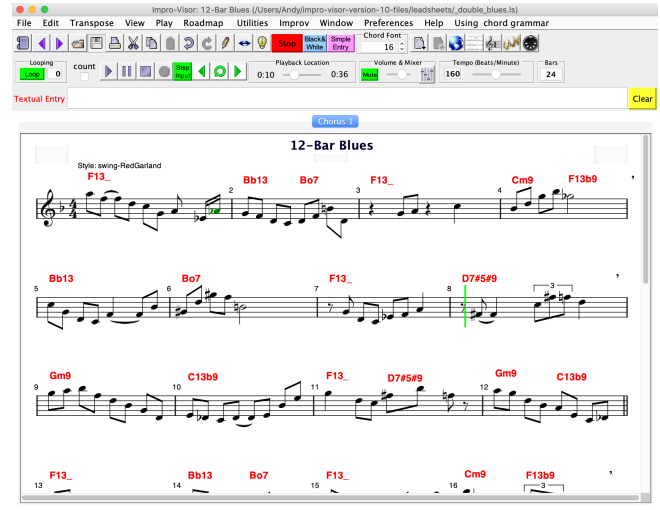 Impro-Visor: 12-Bar Blues (/Users/Andy/impro-visor-version-10-files/leadsheets/_double_blues.ls)
File Edit Transpose View Play Roadmap Utilities Improv Window Preferences Help Using chord grammar
Stop Black& White Simple Entry Chord Font 16
Looping Loop 0 count Step Input Playback Location 0:10 0:36 Volume & Mixer Mute Tempo (Beats/Minute) 160 Bars 24
Textual Entry Clear
Chorus 1
12-Bar Blues
Style: swing-RedGarland
F13_ Bb13 Bo7 F13_ Cm9 F13b9 ,
2 3 4
4 4
Bb13 Bo7 F13_ D7#5#9 ,
5 6 7 8 3
Gm9 C13b9 F13_ D7#5#9 Gm9 C13b9
9 10 11 12
F13_ Bb13 Bo7 F13_ Cm9 F13b9 ,
13 14 15 16 3